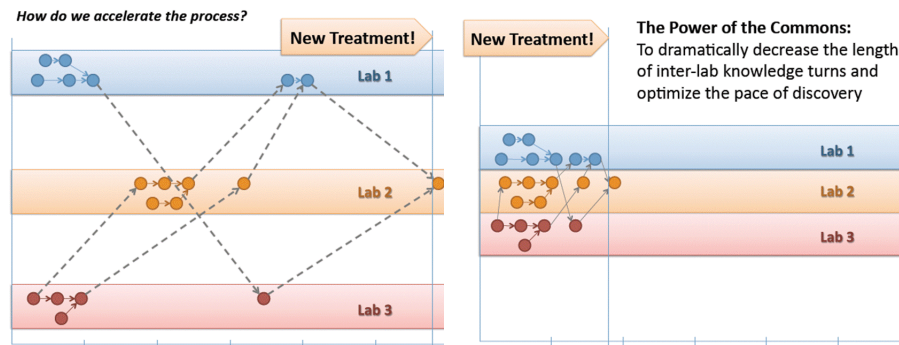 How do we accelerate the process?
New Treatment!
Lab 1
Lab 2
Lab 3
New Treatment!
The Power of the Commons:
To dramatically decrease the length
of inter-lab knowledge turns and
optimize the pace of discovery
Lab 1
Lab 2
Lab 3